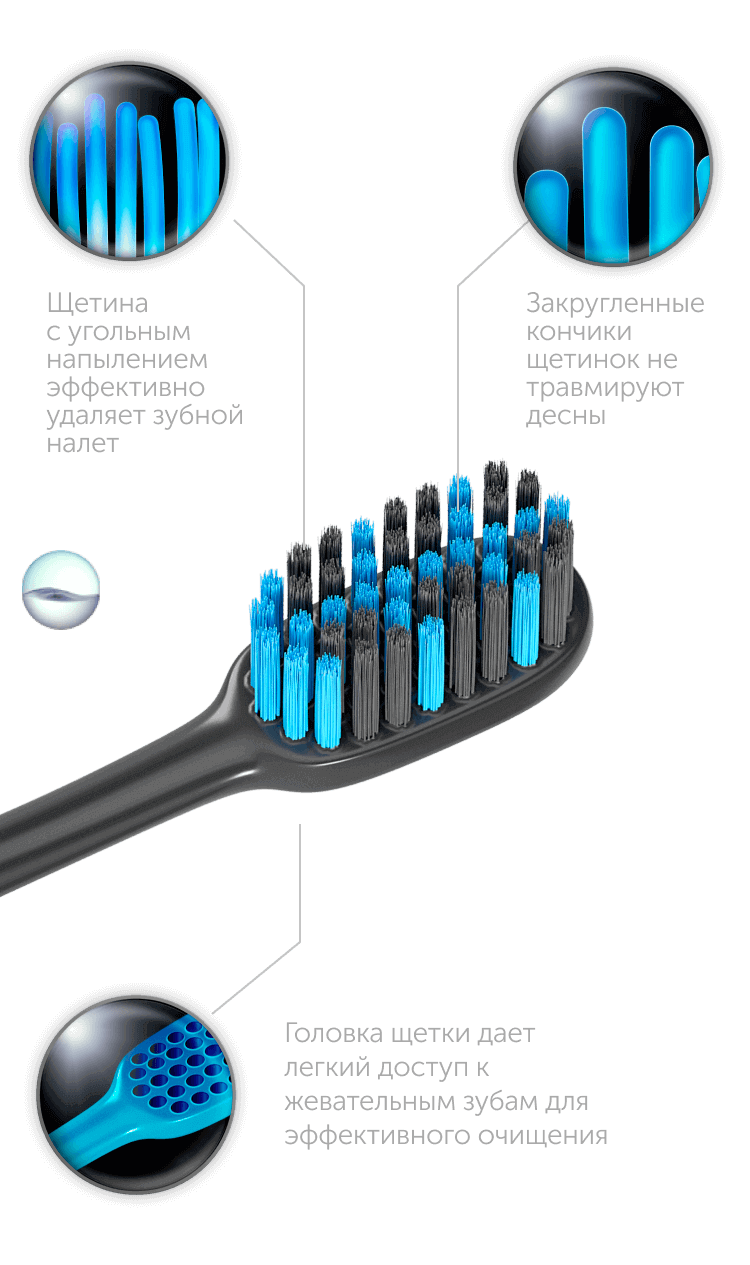 Щетина
с угольным
напылением
эффективно
удаляет зубной
налет
Закругленные
кончики
щетинок не
травмируют
десны
Головка щетки дает
легкий доступ к
жевательным зубам для
эффективного очищения